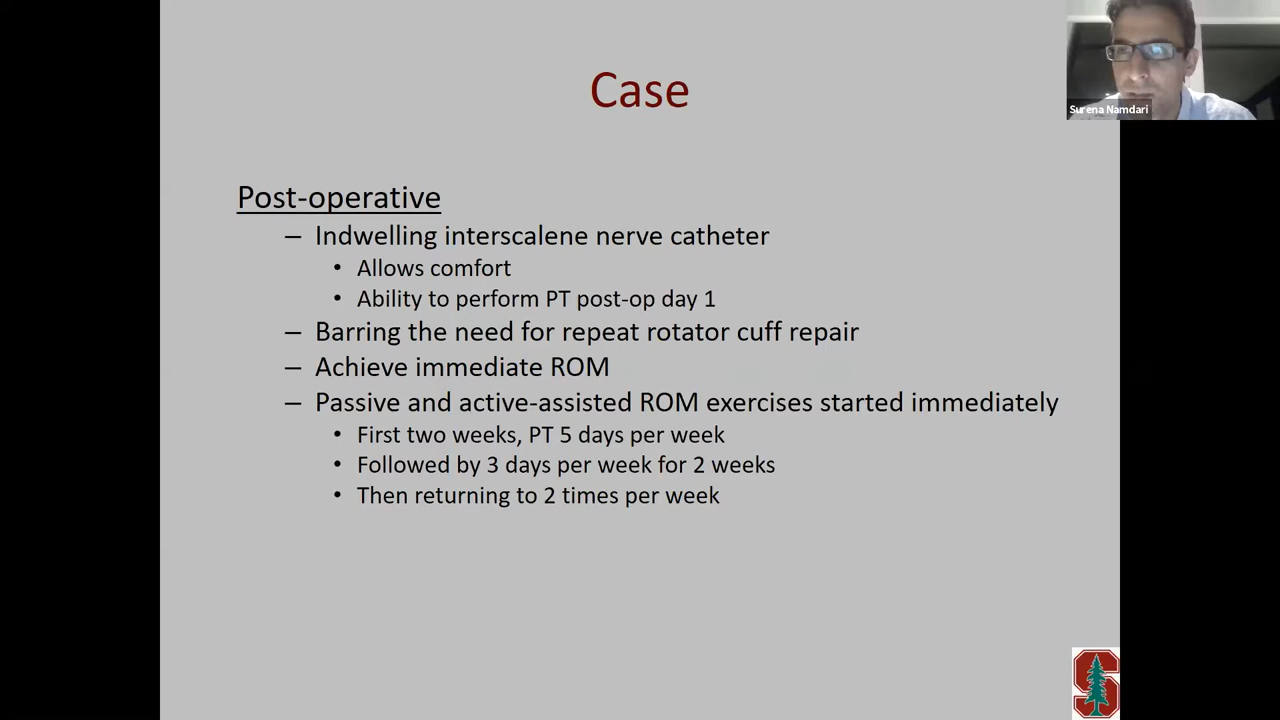 Case
Surena Namdari
Post-operative
– Indwelling interscalene nerve catheter
• Allows comfort
• Ability to perform PT post-op day 1
– Barring the need for repeat rotator cuff repair
– Achieve immediate ROM
– Passive and active-assisted ROM exercises started immediately
• First two weeks, PT 5 days per week
• Followed by 3 days per week for 2 weeks
• Then returning to 2 times per week
S